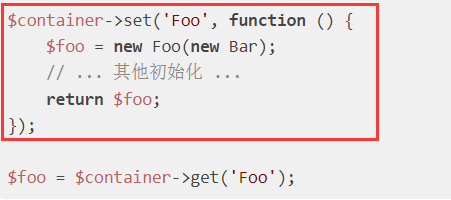 $container->set('Foo', function () {
    $foo = new Foo(new Bar);
    // ... 其他初始化 ...
    return $foo;
});

$foo = $container->get('Foo');